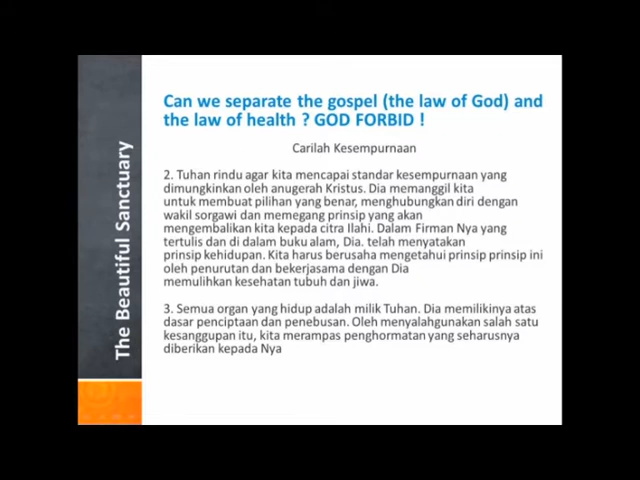 The Beautiful Sanctuary
Can we separate the gospel (the law of God) and
the law of health ? GOD FORBID !
Carilah Kesempurnaan
2. Tuhan rindu agar kita mencapai standar kesempurnaan yang
dimungkinkan oleh anugerah Kristus. Dia memanggil kita
untuk membuat pilihan yang benar, menghubungkan diri dengan
wakil sorgawi dan memegang prinsip yang akan
mengembalikan kita kepada citra Ilahi. Dalam Firman Nya yang
tertulis dan di dalam buku alam, Dia. telah menyatakan
prinsip kehidupan. Kita harus berusaha mengetahui prinsip prinsip ini
oleh penurutan dan bekerjasama dengan Dia
memulihkan kesehatan tubuh dan jiwa.
3. Semua organ yang hidup adalah milik Tuhan. Dia memilikinya atas
dasar penciptaan dan penebusan. Oleh menyalahgunakan salah satu
kesanggupan itu, kita merampas penghormatan yang seharusnya
diberikan kepada Nya